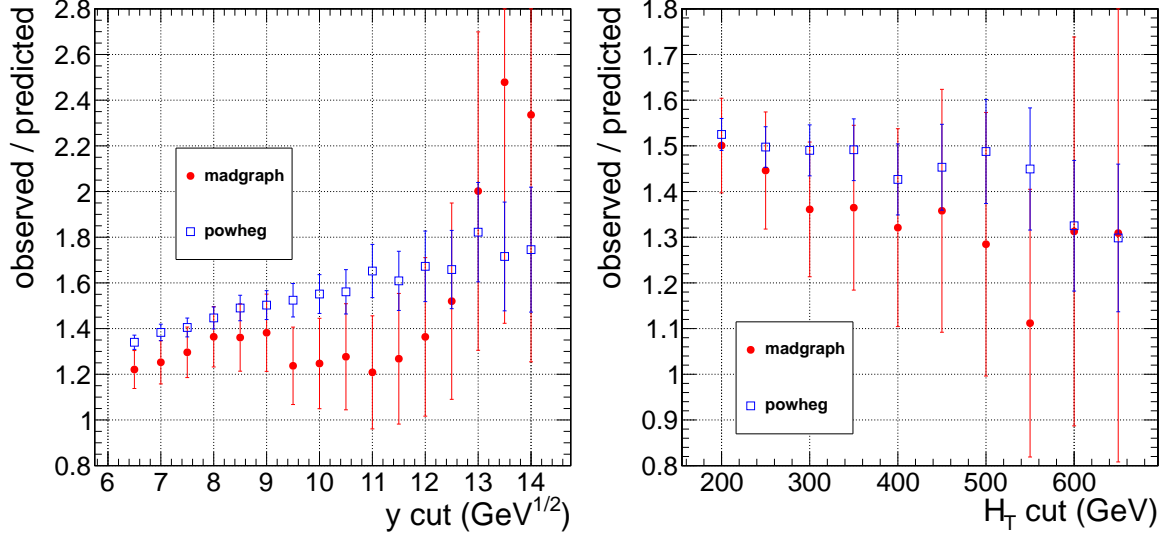 observed / predicted
2.8
2.6
2.4
2.2
2
1.8
1.6
1.4
1.2
1
0.8
madgraph
powheg
6 7 8 9 10 11 12 13 14
y cut (GeV^{1/2})
observed / predicted
1.8
1.7
1.6
1.5
1.4
1.3
1.2
1.1
1
0.9
0.8
madgraph
powheg
200 300 400 500 600
H_T cut (GeV)